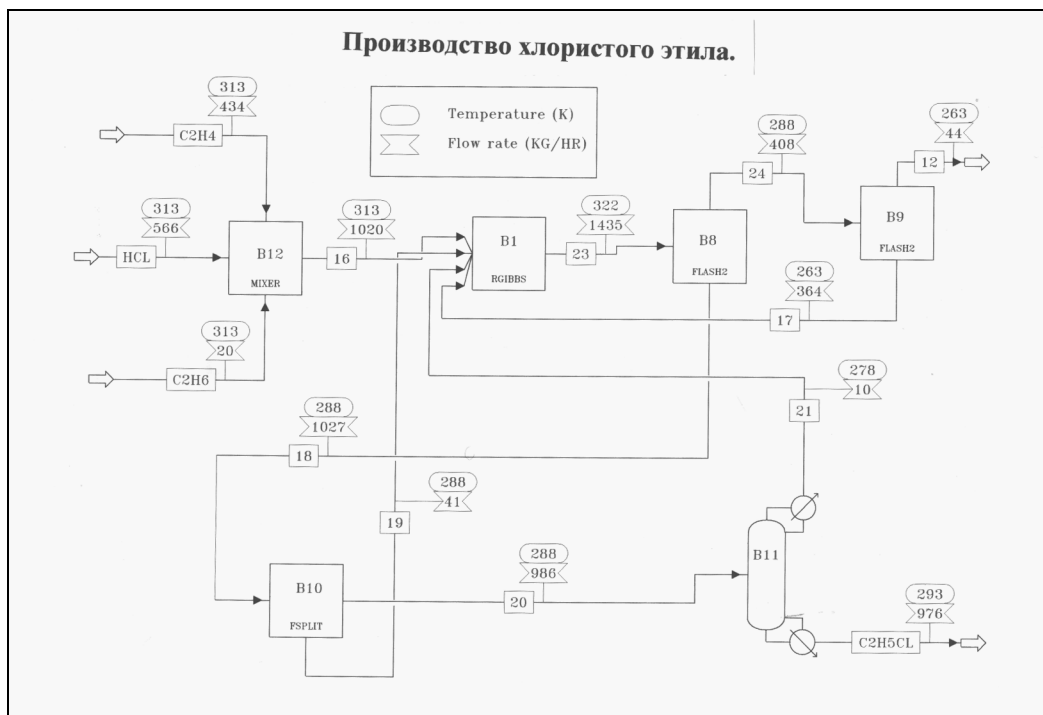 Производство хлористого этила.
Temperature (K)
Flow rate (KG/HR)
313
434
C2H4
313
566
HCL
313
20
C2H6
B12
MIXER
313
1020
16
B1
RGIBBS
322
1435
23
B8
FLASH2
288
408
24
B9
FLASH2
263
44
12
263
364
17
278
10
21
288
1027
18
288
41
19
B10
FSPLIT
288
986
20
B11
293
976
C2H5CL